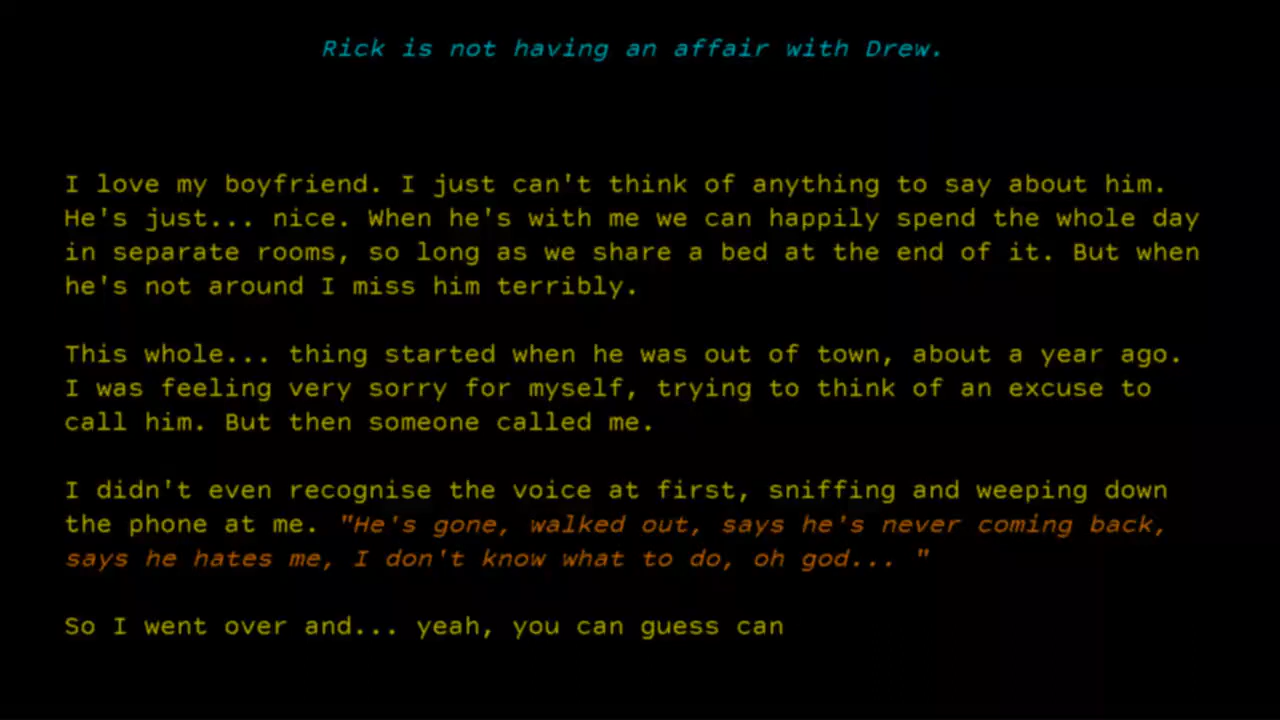 Rick is not having an affair with Drew.
I love my boyfriend. I just can't think of anything to say about him.
He's just... nice. When he's with me we can happily spend the whole day
in separate rooms, so long as we share a bed at the end of it. But when
he's not around I miss him terribly.
This whole... thing started when he was out of town, about a year ago.
I was feeling very sorry for myself, trying to think of an excuse to
call him. But then someone called me.
I didn't even recognise the voice at first, sniffing and weeping down
the phone at me. "He's gone, walked out, says he's never coming back,
says he hates me, I don't know what to do, oh god... "
So I went over and... yeah, you can guess can